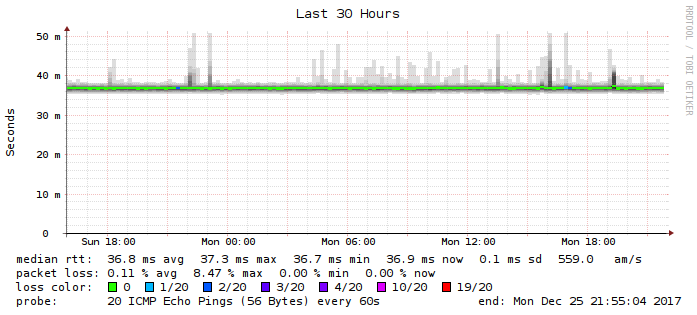 Last 30 Hours
RRDTOOL / TOBI OETIKER
Seconds
50 m
40 m
30 m
20 m
10 m
0
Sun 18:00 Mon 00:00 Mon 06:00 Mon 12:00 Mon 18:00
median rtt: 36.8 ms avg 37.3 ms max 36.7 ms min 36.9 ms now 0.1 ms sd 559.0 am/s
packet loss: 0.11 % avg 8.47 % max 0.00 % min 0.00 % now
loss color: 0 1/20 2/20 3/20 4/20 10/20 19/20
probe: 20 ICMP Echo Pings (56 Bytes) every 60s end: Mon Dec 25 21:55:04 2017